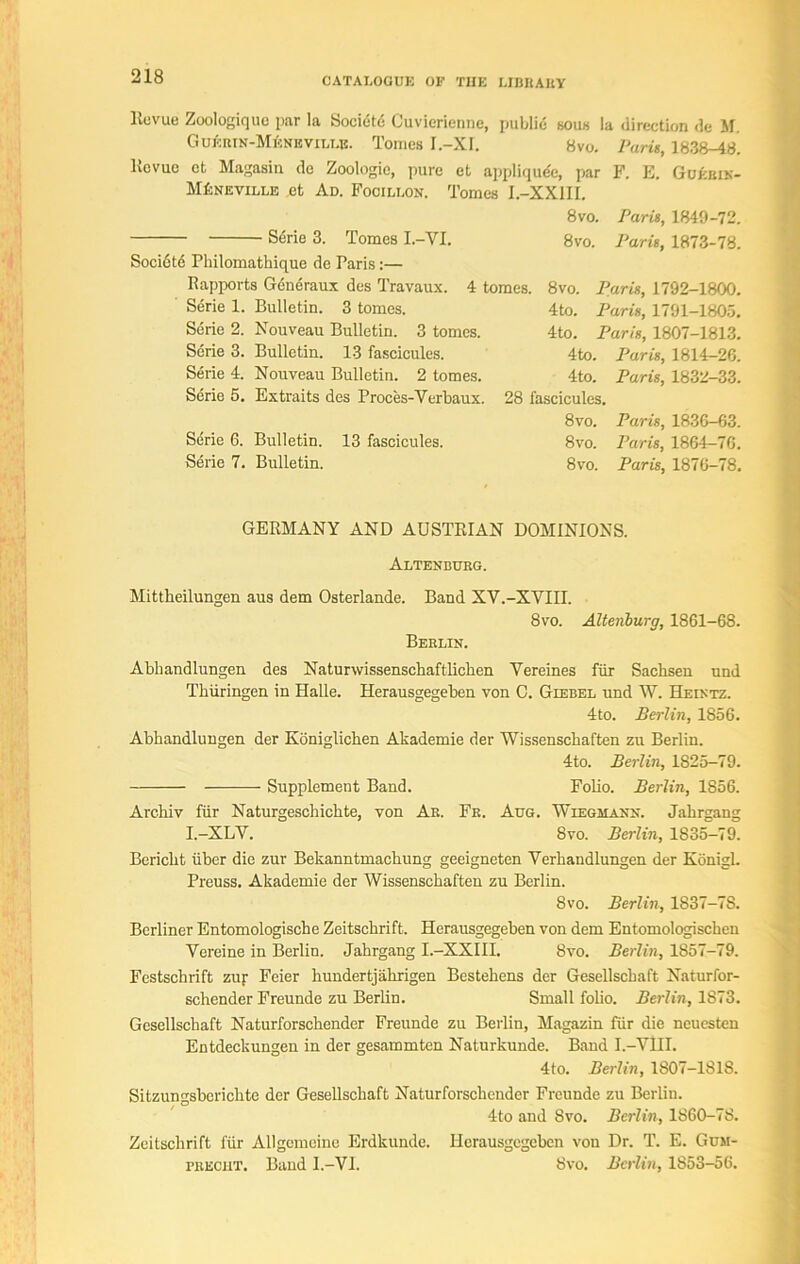 218
CATALOGUE OF THE LIBRARY
Revue Zoologique par la Société Cuvierienne, publié sous la direction de M.
Guérin-Méneville. Tomes I.–XI. 8vo. Paris, 1838–48.
Revue et Magasin de Zoologie, pure et appliquée, par F. E. Guérin-
Méneville et Ad. Focillon. Tomes I.–XXIII.
8vo. Paris, 1849–72.
——— ——— Série 3. Tomes I.–VI. 8vo. Paris, 1873–78.
Société Philomathique de Paris:—
Rapports Généraux des Travaux. 4 tomes. 8vo. Paris, 1792–1800.
Série 1. Bulletin. 3 tomes. 4to. Paris, 1791–1805.
Série 2. Nouveau Bulletin. 3 tomes. 4to. Paris, 1807–1813.
Série 3. Bulletin. 13 fascicules. 4to. Paris, 1814–26.
Série 4. Nouveau Bulletin. 2 tomes. 4to. Paris, 1832–33.
Série 5. Extraits des Procès-Verbaux. 28 fascicules.
8vo. Paris, 1836–63.
Série 6. Bulletin. 13 fascicules. 8vo. Paris, 1864–76.
Série 7. Bulletin. 8vo. Paris, 1876–78.
GERMANY AND AUSTRIAN DOMINIONS.
Altenburg.
Mittheilungen aus dem Osterlande. Band XV.–XVIII.
8vo. Altenburg, 1861–68.
Berlin.
Abhandlungen des Naturwissenschaftlichen Vereines für Sachsen und
Thüringen in Halle. Herausgegeben von C. Giebel und W. Heintz.
4to. Berlin, 1856.
Abhandlungen der Königlichen Akademie der Wissenschaften zu Berlin.
4to. Berlin, 1825–79.
——— ——— Supplement Band. Folio. Berlin, 1856.
Archiv für Naturgeschichte, von Ar. Fr. Aug. Wiegmann. Jahrgang
I.–XLV. 8vo. Berlin, 1835–79.
Bericht über die zur Bekanntmachung geeigneten Verhandlungen der Königl.
Preuss. Akademie der Wissenschaften zu Berlin.
8vo. Berlin, 1837–78.
Berliner Entomologische Zeitschrift. Herausgegeben von dem Entomologischen
Vereine in Berlin. Jahrgang I.–XXIII. 8vo. Berlin, 1857–79.
Festschrift zur Feier hundertjährigen Bestehens der Gesellschaft Naturfor-
schender Freunde zu Berlin. Small folio. Berlin, 1873.
Gesellschaft Naturforschender Freunde zu Berlin, Magazin für die neuesten
Entdeckungen in der gesammten Naturkunde. Band I.–VIII.
4to. Berlin, 1807–1818.
Sitzungsberichte der Gesellschaft Naturforschender Freunde zu Berlin.
4to and 8vo. Berlin, 1860–78.
Zeitschrift für Allgemeine Erdkunde. Herausgegeben von Dr. T. E. Gum-
precht. Band I.–VI. 8vo. Berlin, 1853–56.